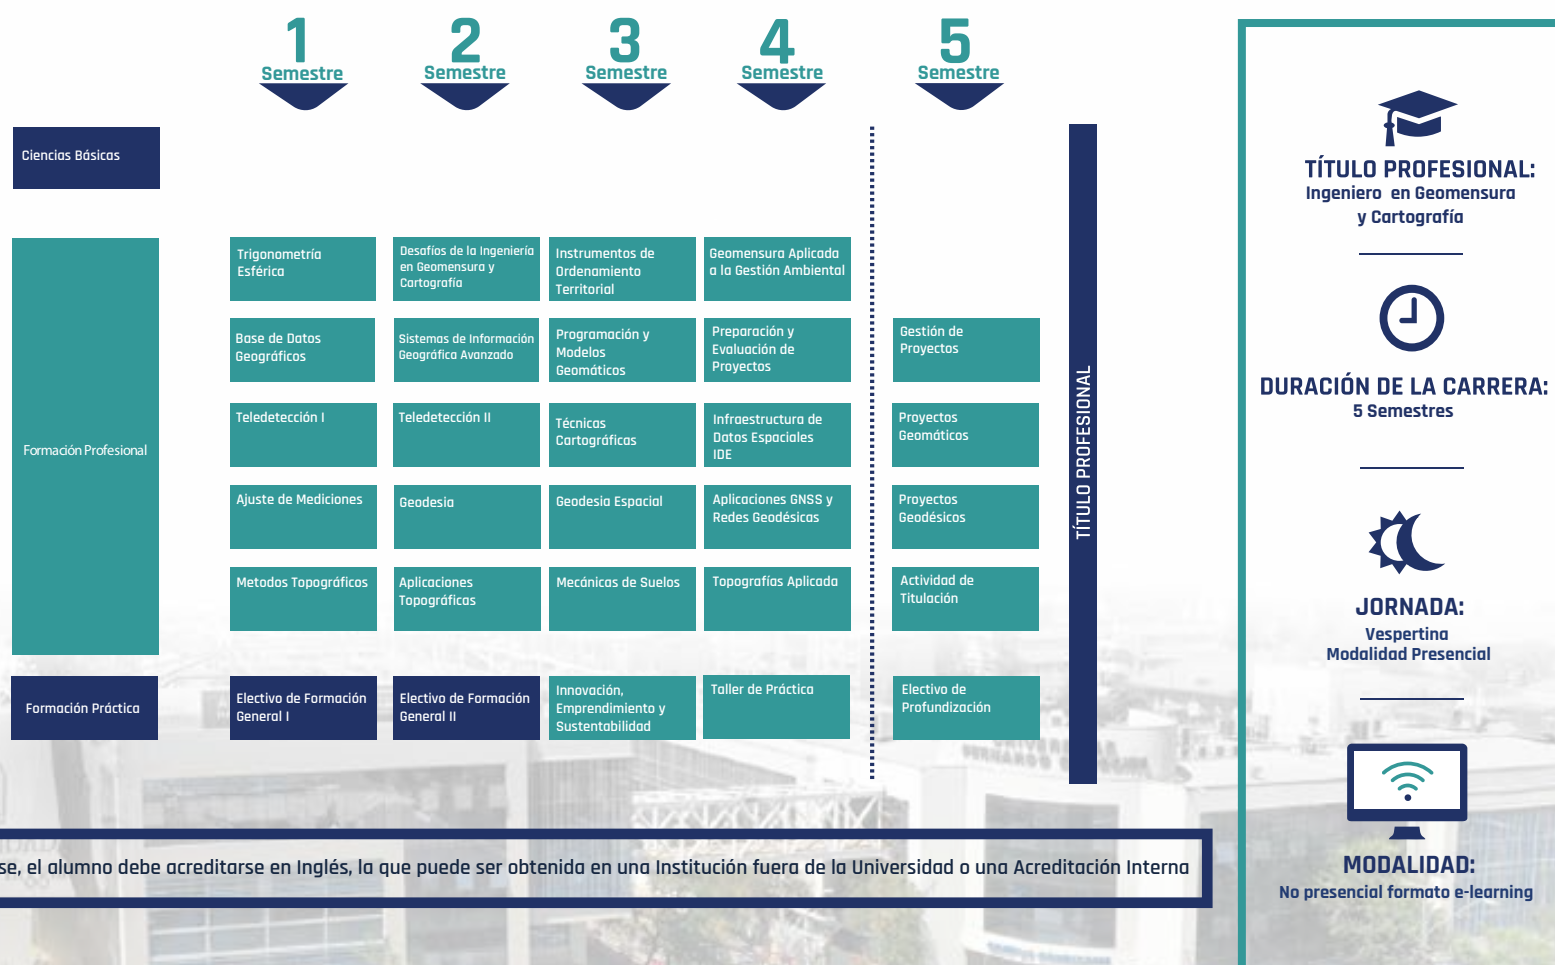 1
Semestre
2
Semestre
3
Semestre
4
Semestre
5
Semestre
Ciencias Básicas
Formación Profesional
Formación Práctica
Trigonometría
Esférica
Desafíos de la Ingeniería
en Geomensura y
Cartografía
Instrumentos de
Ordenamiento
Territorial
Geomensura Aplicada
a la Gestión Ambiental
Base de Datos
Geográficos
Sistemas de Información
Geográfica Avanzado
Programación y
Modelos
Geomáticos
Preparación y
Evaluación de
Proyectos
Gestión de
Proyectos
Teledetección I
Teledetección II
Técnicas
Cartográficas
Infraestructura de
Datos Espaciales
IDE
Proyectos
Geomáticos
Ajuste de Mediciones
Geodesia
Geodesia Espacial
Aplicaciones GNSS y
Redes Geodésicas
Proyectos
Geodésicos
Metodos Topográficos
Aplicaciones
Topográficas
Mecánicas de Suelos
Topografías Aplicada
Actividad de
Titulación
Electivo de Formación
General I
Electivo de Formación
General II
Innovación,
Emprendimiento y
Sustentabilidad
Taller de Práctica
Electivo de
Profundización
TÍTULO PROFESIONAL
se, el alumno debe acreditarse en Inglés, la que puede ser obtenida en una Institución fuera de la Universidad o una Acreditación Interna
TÍTULO PROFESIONAL:
Ingeniero en Geomensura
y Cartografía
DURACIÓN DE LA CARRERA:
5 Semestres
JORNADA:
Vespertina
Modalidad Presencial
MODALIDAD:
No presencial formato e-learning